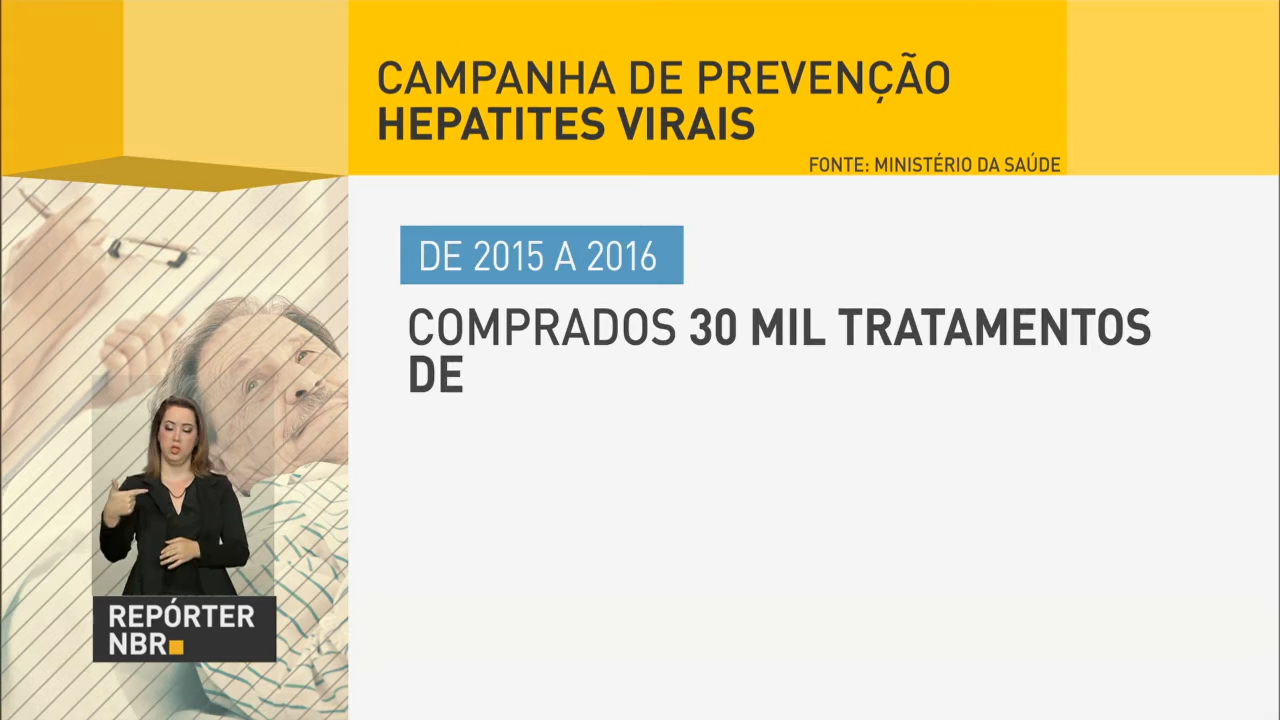 CAMPANHA DE PREVENÇÃO
HEPATITES VIRAIS
FONTE: MINISTÉRIO DA SAÚDE
DE 2015 A 2016
COMPRADOS 30 MIL TRATAMENTOS
DE
REPÓRTER
NBR